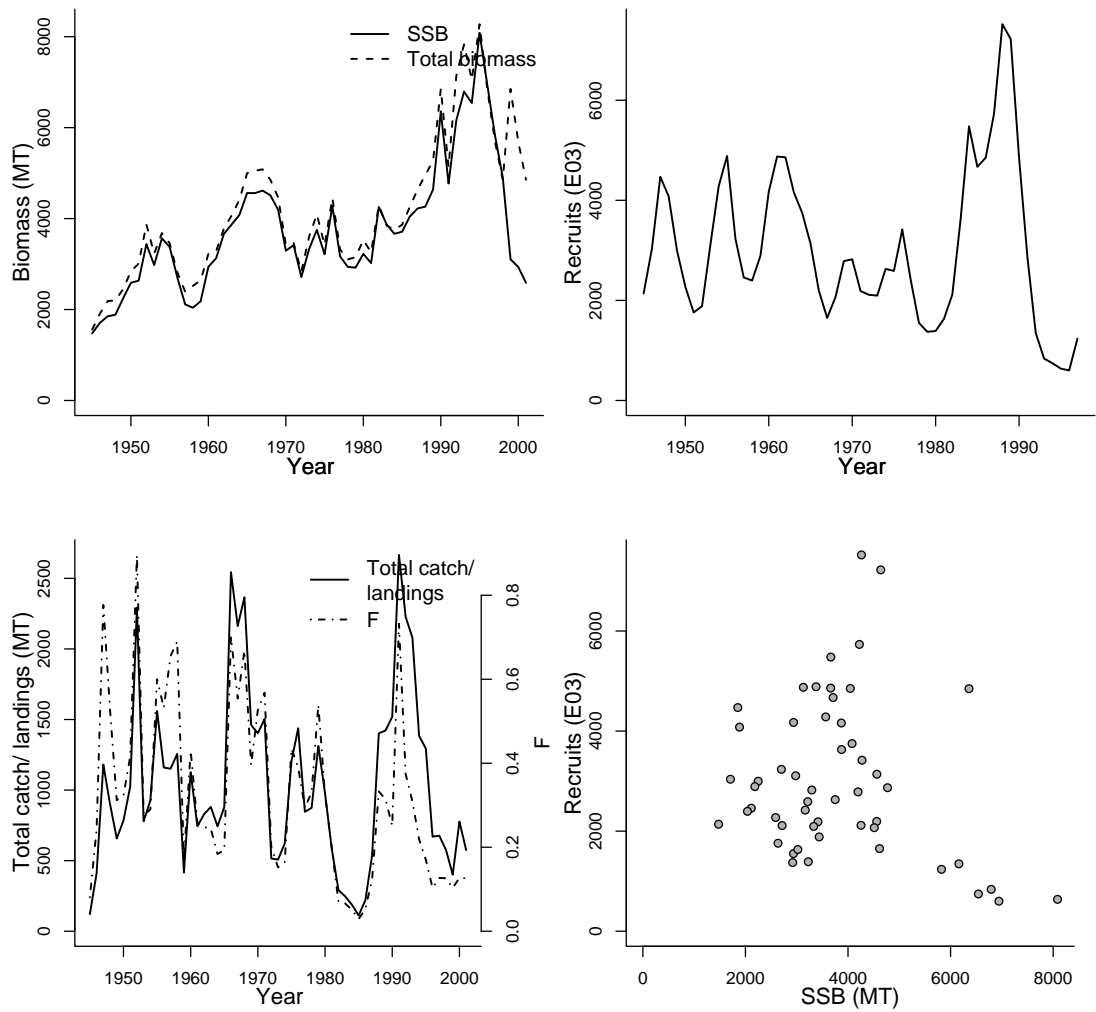 SSB
Total biomass
Biomass (MT)
0 2000 4000 6000 8000
1950 1960 1970 1980 1990 2000
Year
Recruits (E03)
0 2000 4000 6000
1950 1960 1970 1980 1990
Year
Total catch/
landings
F
Total catch/ landings (MT)
0 500 1000 1500 2000 2500
F
0.0 0.2 0.4 0.6 0.8
1950 1960 1970 1980 1990 2000
Year
Recruits (E03)
0 2000 4000 6000
0 2000 4000 6000 8000
SSB (MT)